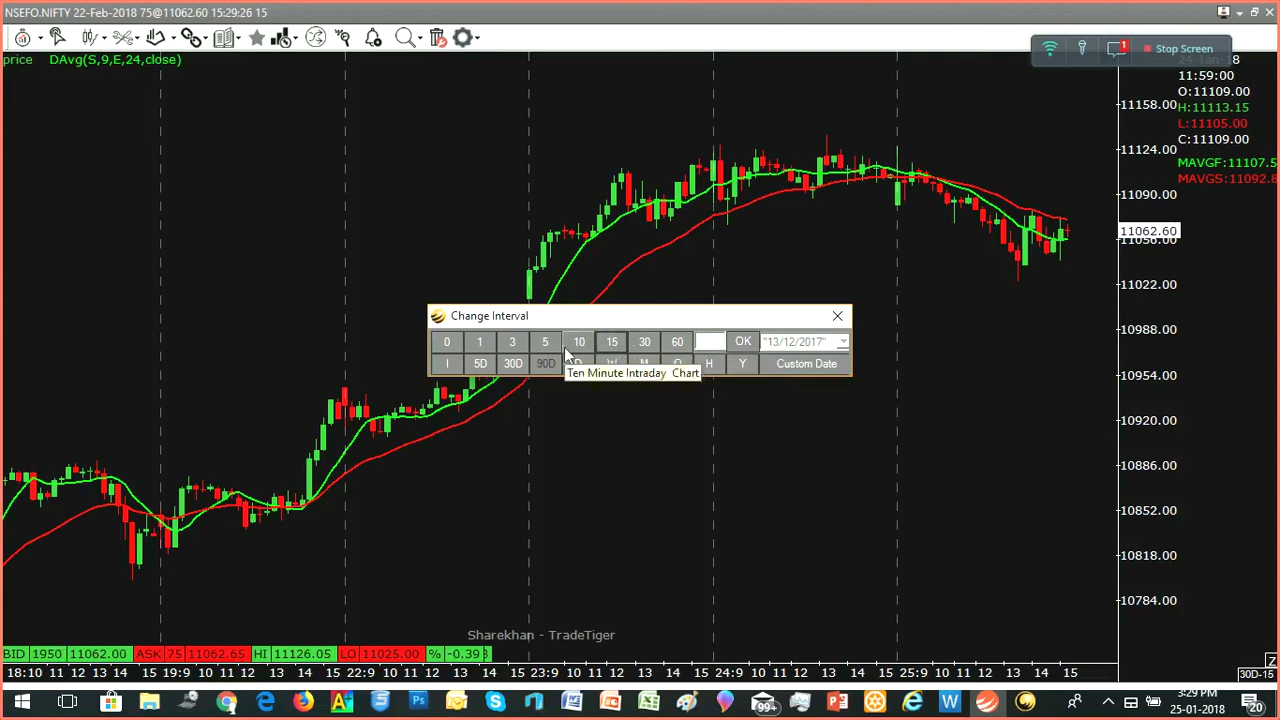 NSEFO.NIFTY 22-Feb-2018 75@11062.60 15:29:26 15
1
Stop Screen
price DAvg(S,9,E,24,close)
11:59:00
O:11109.00
H:11113.15
L:11105.00
C:11109.00
MAVGF:11107.5
MAVGS:11092.8
11158.00
11124.00
11090.00
11062.60
11056.00
11022.00
10988.00
10954.00
10920.00
10886.00
10852.00
10818.00
10784.00
Change Interval
0 1 3 5 10 15 30 60 OK "13/12/2017"
I 5D 30D 90D H Y Custom Date
Ten Minute Intraday Chart
Sharekhan - TradeTiger
BID 1950 11062.00 ASK 75 11062.65 HI 11126.05 LO 11025.00 % -0.39
18:10 11 12 13 14 15 19:9 10 11 12 13 14 15 22:9 10 11 12 13 14 15 23:9 10 11 12 13 14 15 24:9 10 11 12 13 14 15 25:9 10 11 12 13 14 15
Z
30D-15
99+
3:29 PM
25-01-2018
20